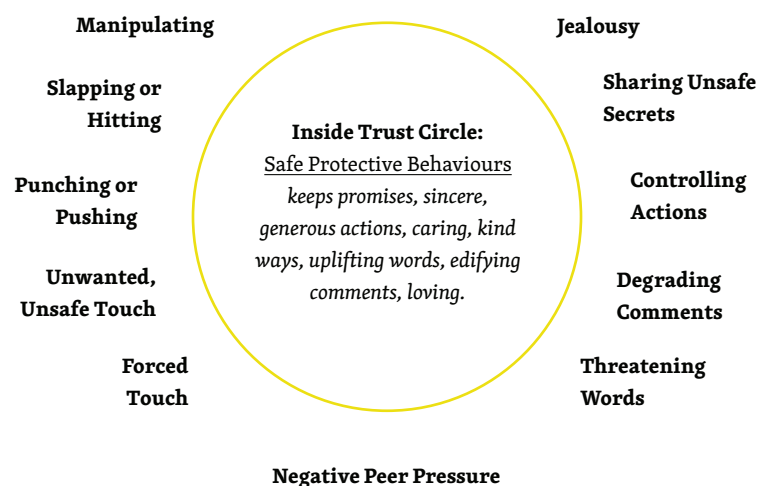 Manipulating
Jealousy
Slapping or
Hitting
Sharing Unsafe
Secrets
Inside Trust Circle:
Safe Protective Behaviours
keeps promises, sincere,
generous actions, caring, kind
ways, uplifting words, edifying
comments, loving.
Punching or
Pushing
Controlling
Actions
Unwanted,
Unsafe Touch
Degrading
Comments
Forced
Touch
Threatening
Words
Negative Peer Pressure